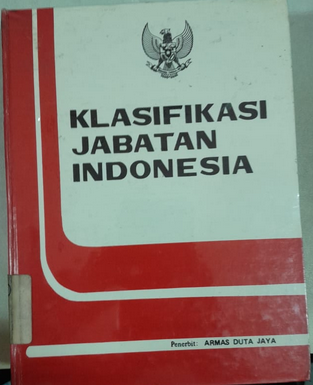 KLASIFIKASI
JABATAN
INDONESIA
Penerbit: ARMAS DUTA JAYA